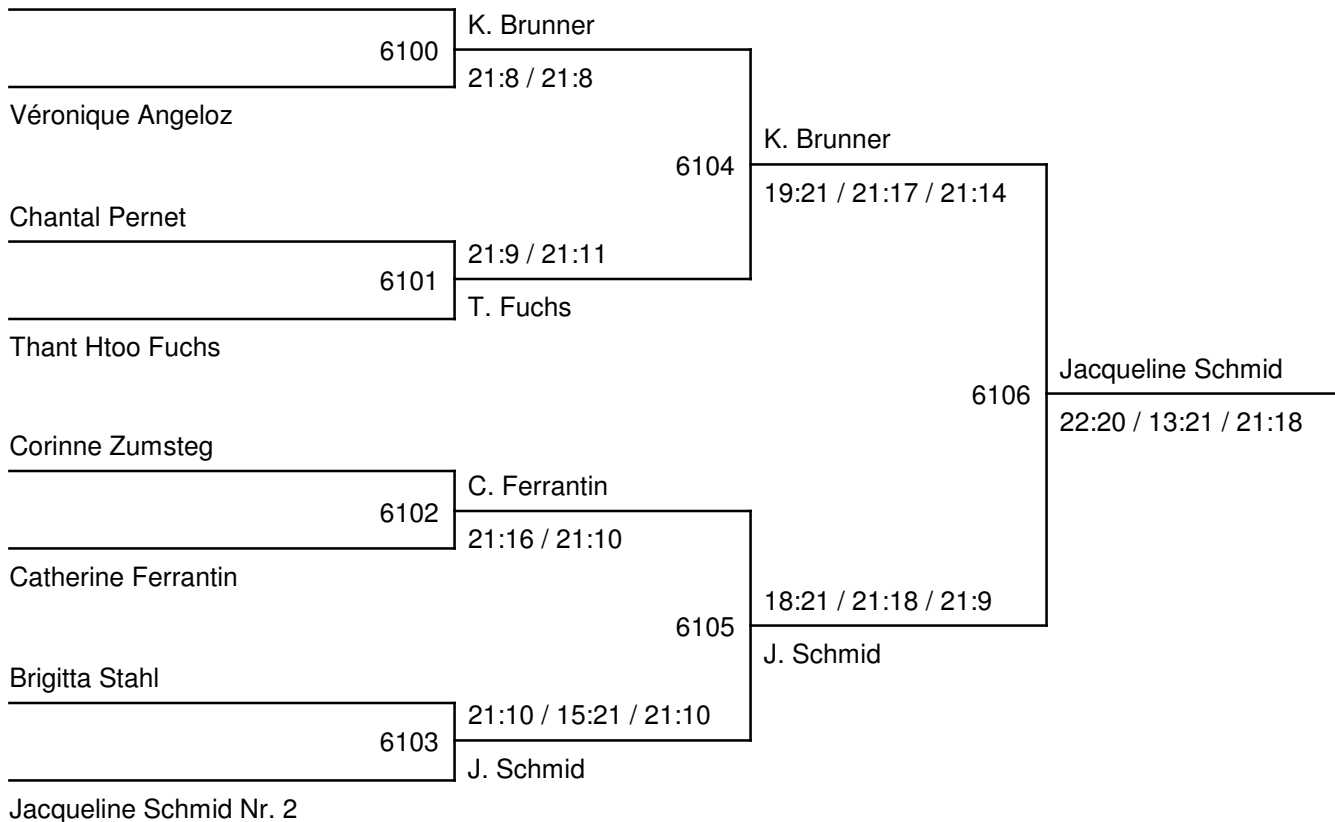 K. Brunner
6100
21:8 / 21:8
Véronique Angeloz
K. Brunner
6104
19:21 / 21:17 / 21:14
Chantal Pernet
21:9 / 21:11
6101
T. Fuchs
Thant Htoo Fuchs
Jacqueline Schmid
6106
22:20 / 13:21 / 21:18
Corinne Zumsteg
C. Ferrantin
6102
21:16 / 21:10
Catherine Ferrantin
18:21 / 21:18 / 21:9
6105
J. Schmid
Brigitta Stahl
21:10 / 15:21 / 21:10
6103
J. Schmid
Jacqueline Schmid Nr. 2